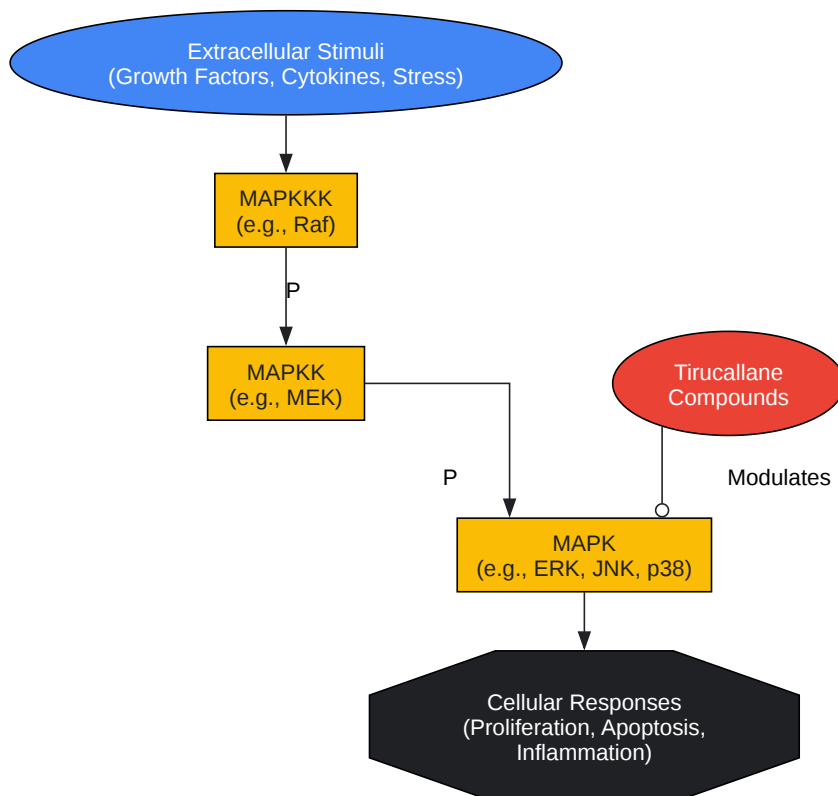 Extracellular Stimuli
(Growth Factors, Cytokines, Stress)
MAPKKK
(e.g., Raf)
P
MAPKK
(e.g., MEK)
Tirucallane
Compounds
P
Modulates
MAPK
(e.g., ERK, JNK, p38)
Cellular Responses
(Proliferation, Apoptosis,
Inflammation)